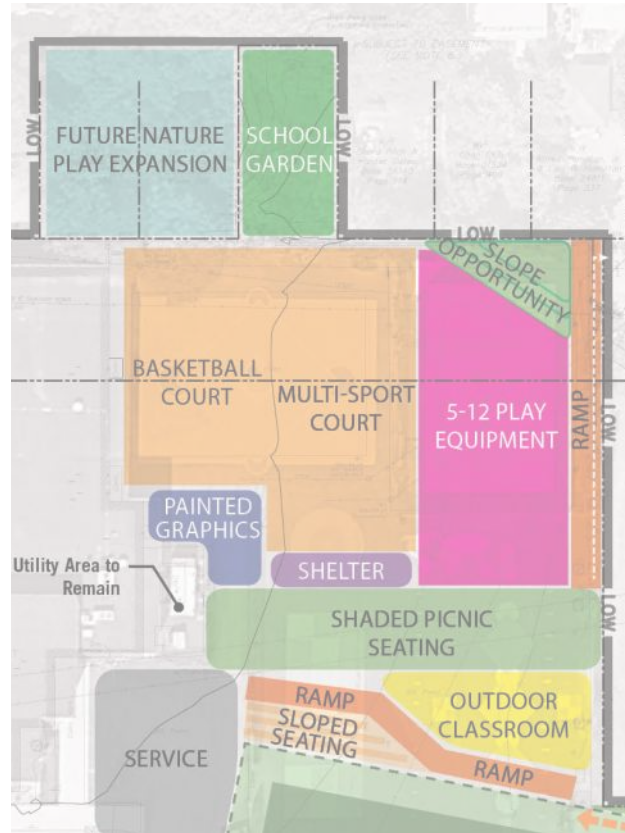 FUTURE NATURE
PLAY EXPANSION
SCHOOL
GARDEN
LOW
LOW
LOW
SLOPE
OPPORTUNITY
BASKETBALL
COURT
MULTI-SPORT
COURT
5-12 PLAY
EQUIPMENT
RAMP
LOW
PAINTED
GRAPHICS
SHELTER
Utility Area to
Remain
SHADED PICNIC
SEATING
LOW
RAMP
SLOPED
SEATING
OUTDOOR
CLASSROOM
RAMP
SERVICE